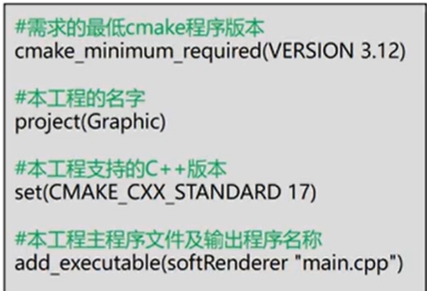 #需求的最低cmake程序版本
cmake_minimum_required(VERSION 3.12)
#本工程的名字
project(Graphic)
#本工程支持的C++版本
set(CMAKE_CXX_STANDARD 17)
#本工程主程序文件及输出程序名称
add_executable(softRenderer "main.cpp")